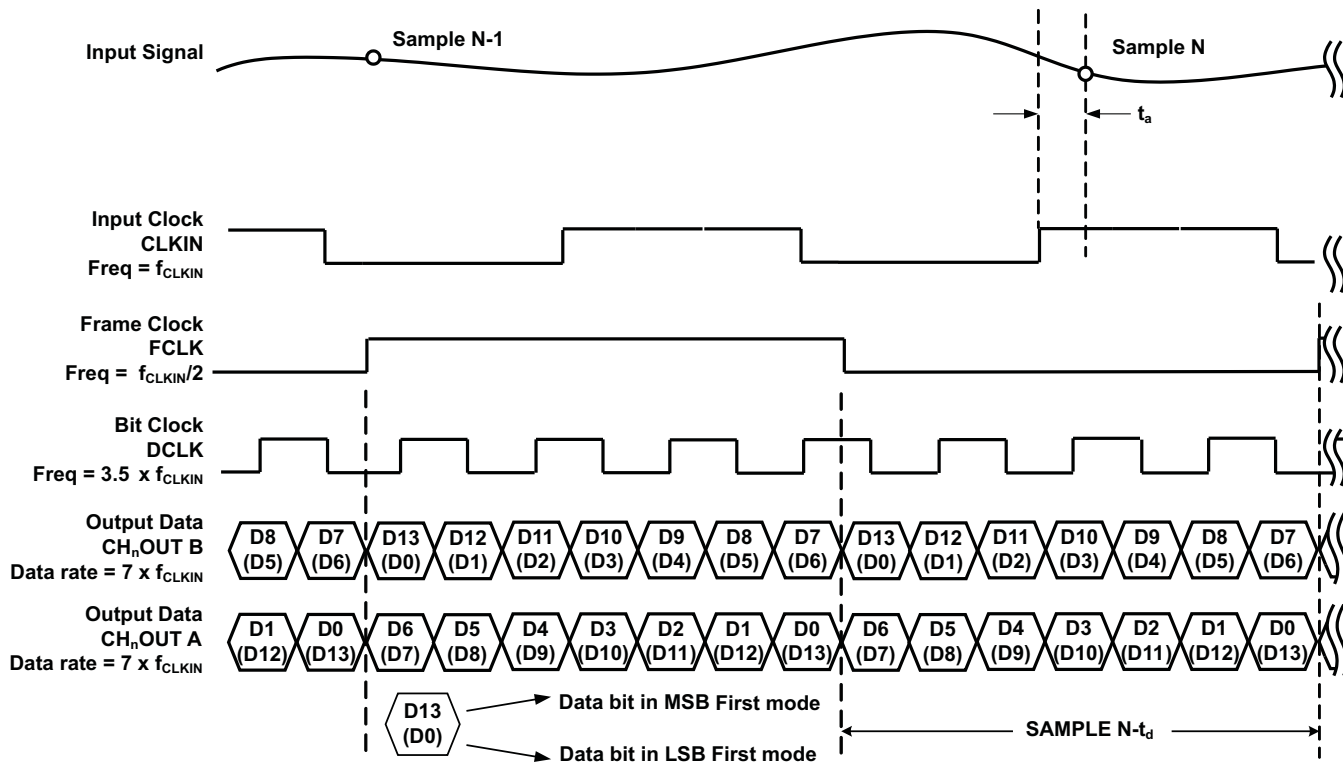 Input Signal
Sample N-1
Sample N
ta
Input Clock
CLKIN
Freq = fCLKIN
Frame Clock
FCLK
Freq = fCLKIN/2
Bit Clock
DCLK
Freq = 3.5 x fCLKIN
Output Data
CHnOUT B
Data rate = 7 x fCLKIN
D8 D7 D13 D12 D11 D10 D9 D8 D7 D13 D12 D11 D10 D9 D8 D7
(D5) (D6) (D0) (D1) (D2) (D3) (D4) (D5) (D6) (D0) (D1) (D2) (D3) (D4) (D5) (D6)
Output Data
CHnOUT A
Data rate = 7 x fCLKIN
D1 D0 D6 D5 D4 D3 D2 D1 D0 D6 D5 D4 D3 D2 D1 D0
(D12) (D13) (D7) (D8) (D9) (D10) (D11) (D12) (D13) (D7) (D8) (D9) (D10) (D11) (D12) (D13)
D13
(D0)
Data bit in MSB First mode
Data bit in LSB First mode
SAMPLE N-td